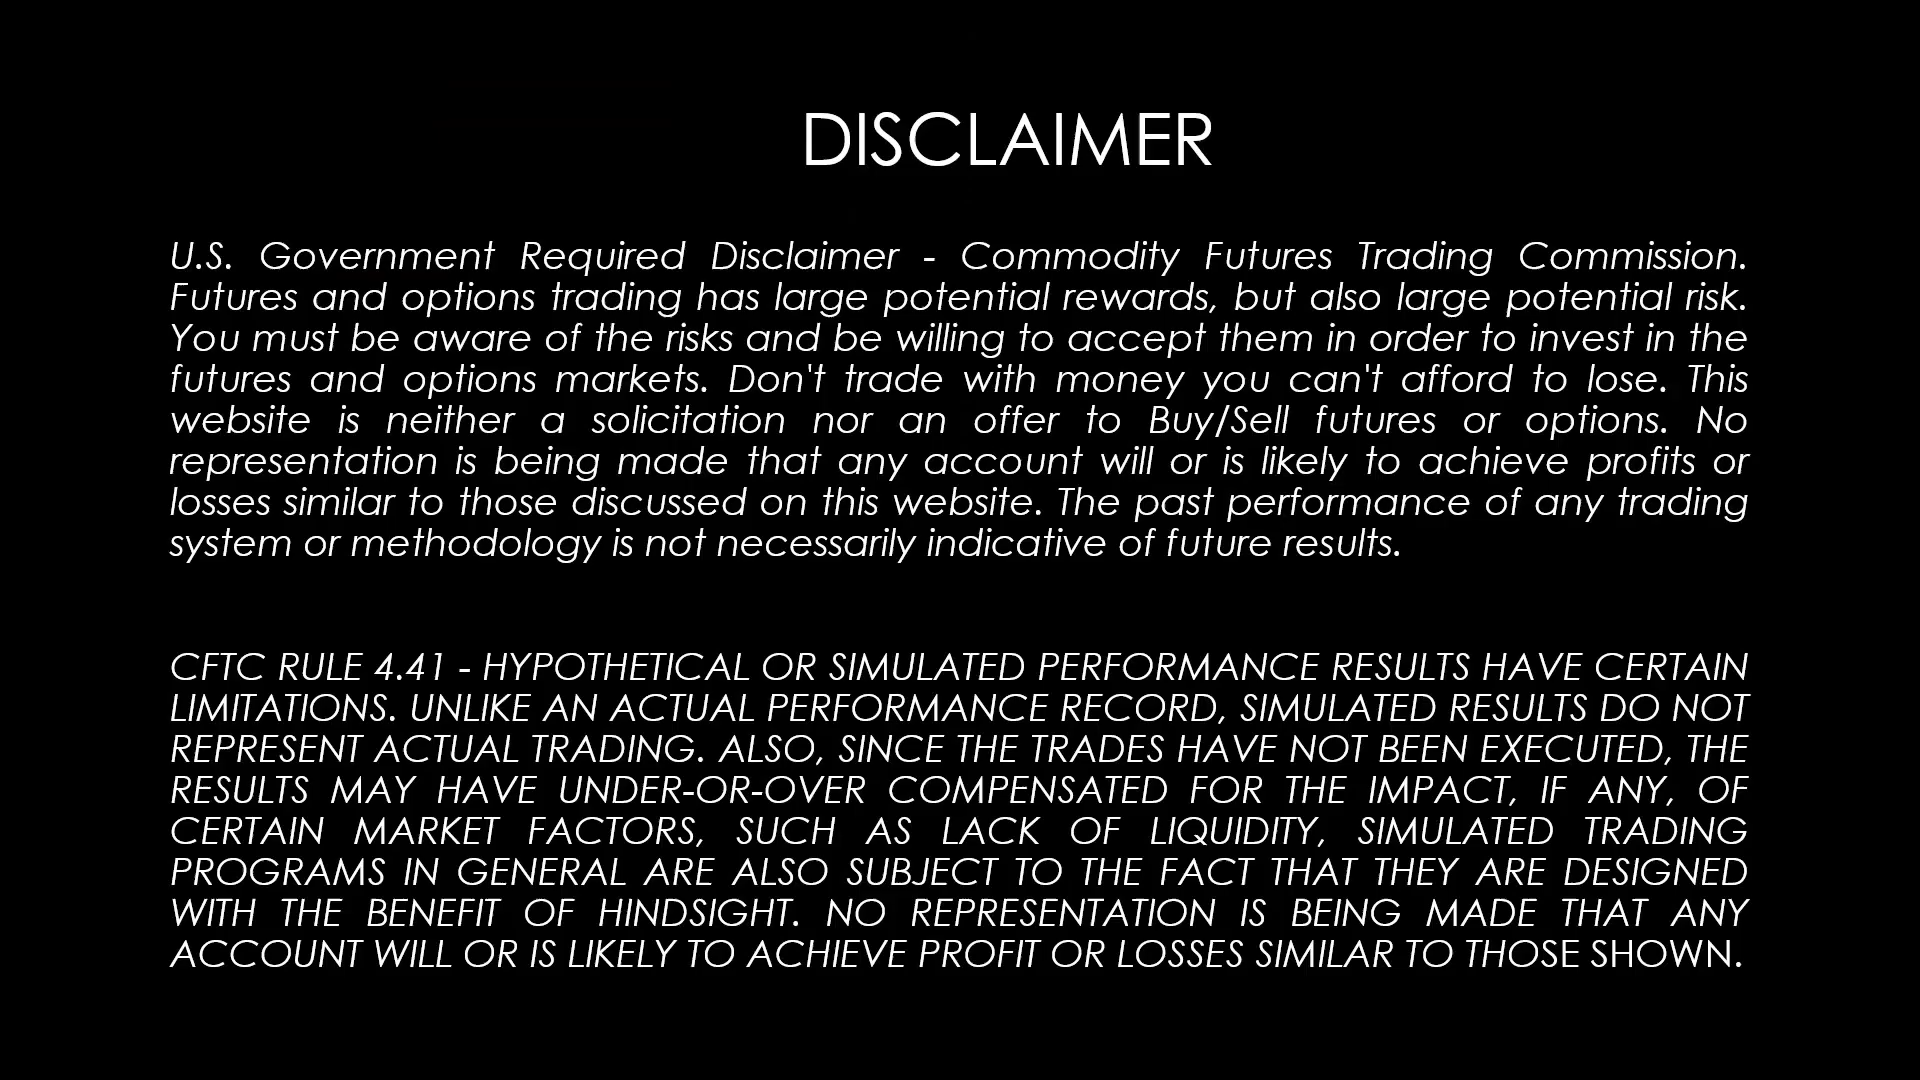 DISCLAIMER
U.S. Government Required Disclaimer - Commodity Futures Trading Commission.
Futures and options trading has large potential rewards, but also large potential risk.
You must be aware of the risks and be willing to accept them in order to invest in the
futures and options markets. Don't trade with money you can't afford to lose. This
website is neither a solicitation nor an offer to Buy/Sell futures or options. No
representation is being made that any account will or is likely to achieve profits or
losses similar to those discussed on this website. The past performance of any trading
system or methodology is not necessarily indicative of future results.
CFTC RULE 4.41 - HYPOTHETICAL OR SIMULATED PERFORMANCE RESULTS HAVE CERTAIN
LIMITATIONS. UNLIKE AN ACTUAL PERFORMANCE RECORD, SIMULATED RESULTS DO NOT
REPRESENT ACTUAL TRADING. ALSO, SINCE THE TRADES HAVE NOT BEEN EXECUTED, THE
RESULTS MAY HAVE UNDER-OR-OVER COMPENSATED FOR THE IMPACT, IF ANY, OF
CERTAIN MARKET FACTORS, SUCH AS LACK OF LIQUIDITY, SIMULATED TRADING
PROGRAMS IN GENERAL ARE ALSO SUBJECT TO THE FACT THAT THEY ARE DESIGNED
WITH THE BENEFIT OF HINDSIGHT. NO REPRESENTATION IS BEING MADE THAT ANY
ACCOUNT WILL OR IS LIKELY TO ACHIEVE PROFIT OR LOSSES SIMILAR TO THOSE SHOWN.